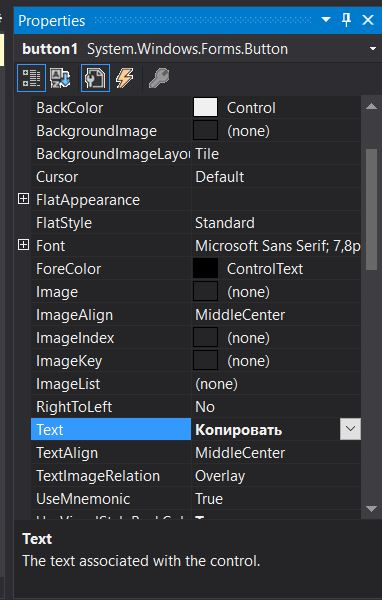 Properties
button1 System.Windows.Forms.Button
BackColor Control
BackgroundImage (none)
BackgroundImageLayou Tile
Cursor Default
FlatAppearance
FlatStyle Standard
Font Microsoft Sans Serif; 7,8p
ForeColor ControlText
Image (none)
ImageAlign MiddleCenter
ImageIndex (none)
ImageKey (none)
ImageList (none)
RightToLeft No
Text Копировать
TextAlign MiddleCenter
TextImageRelation Overlay
UseMnemonic True
Text
The text associated with the control.